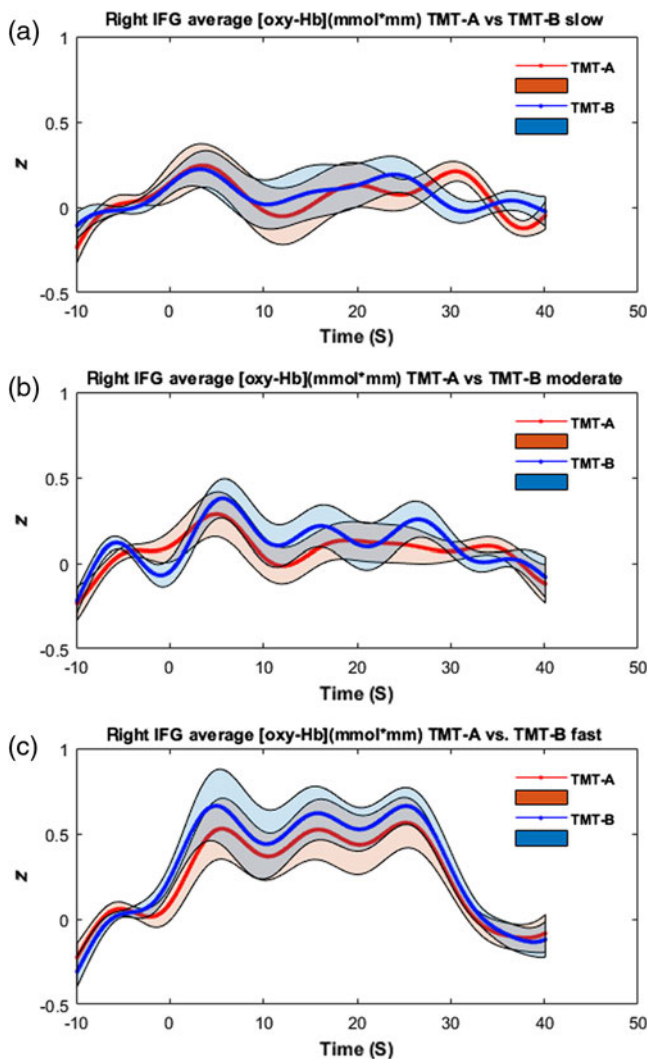 (a)
Right IFG average [oxy-Hb](mmol*mm) TMT-A vs TMT-B slow
1
0.5
0
-0.5
z
TMT-A
TMT-B
-10 0 10 20 30 40 50
Time (S)
(b)
Right IFG average [oxy-Hb](mmol*mm) TMT-A vs TMT-B moderate
1
0.5
0
-0.5
z
TMT-A
TMT-B
-10 0 10 20 30 40 50
Time (S)
(c)
Right IFG average [oxy-Hb](mmol*mm) TMT-A vs. TMT-B fast
1
0.5
0
-0.5
z
TMT-A
TMT-B
-10 0 10 20 30 40 50
Time (S)